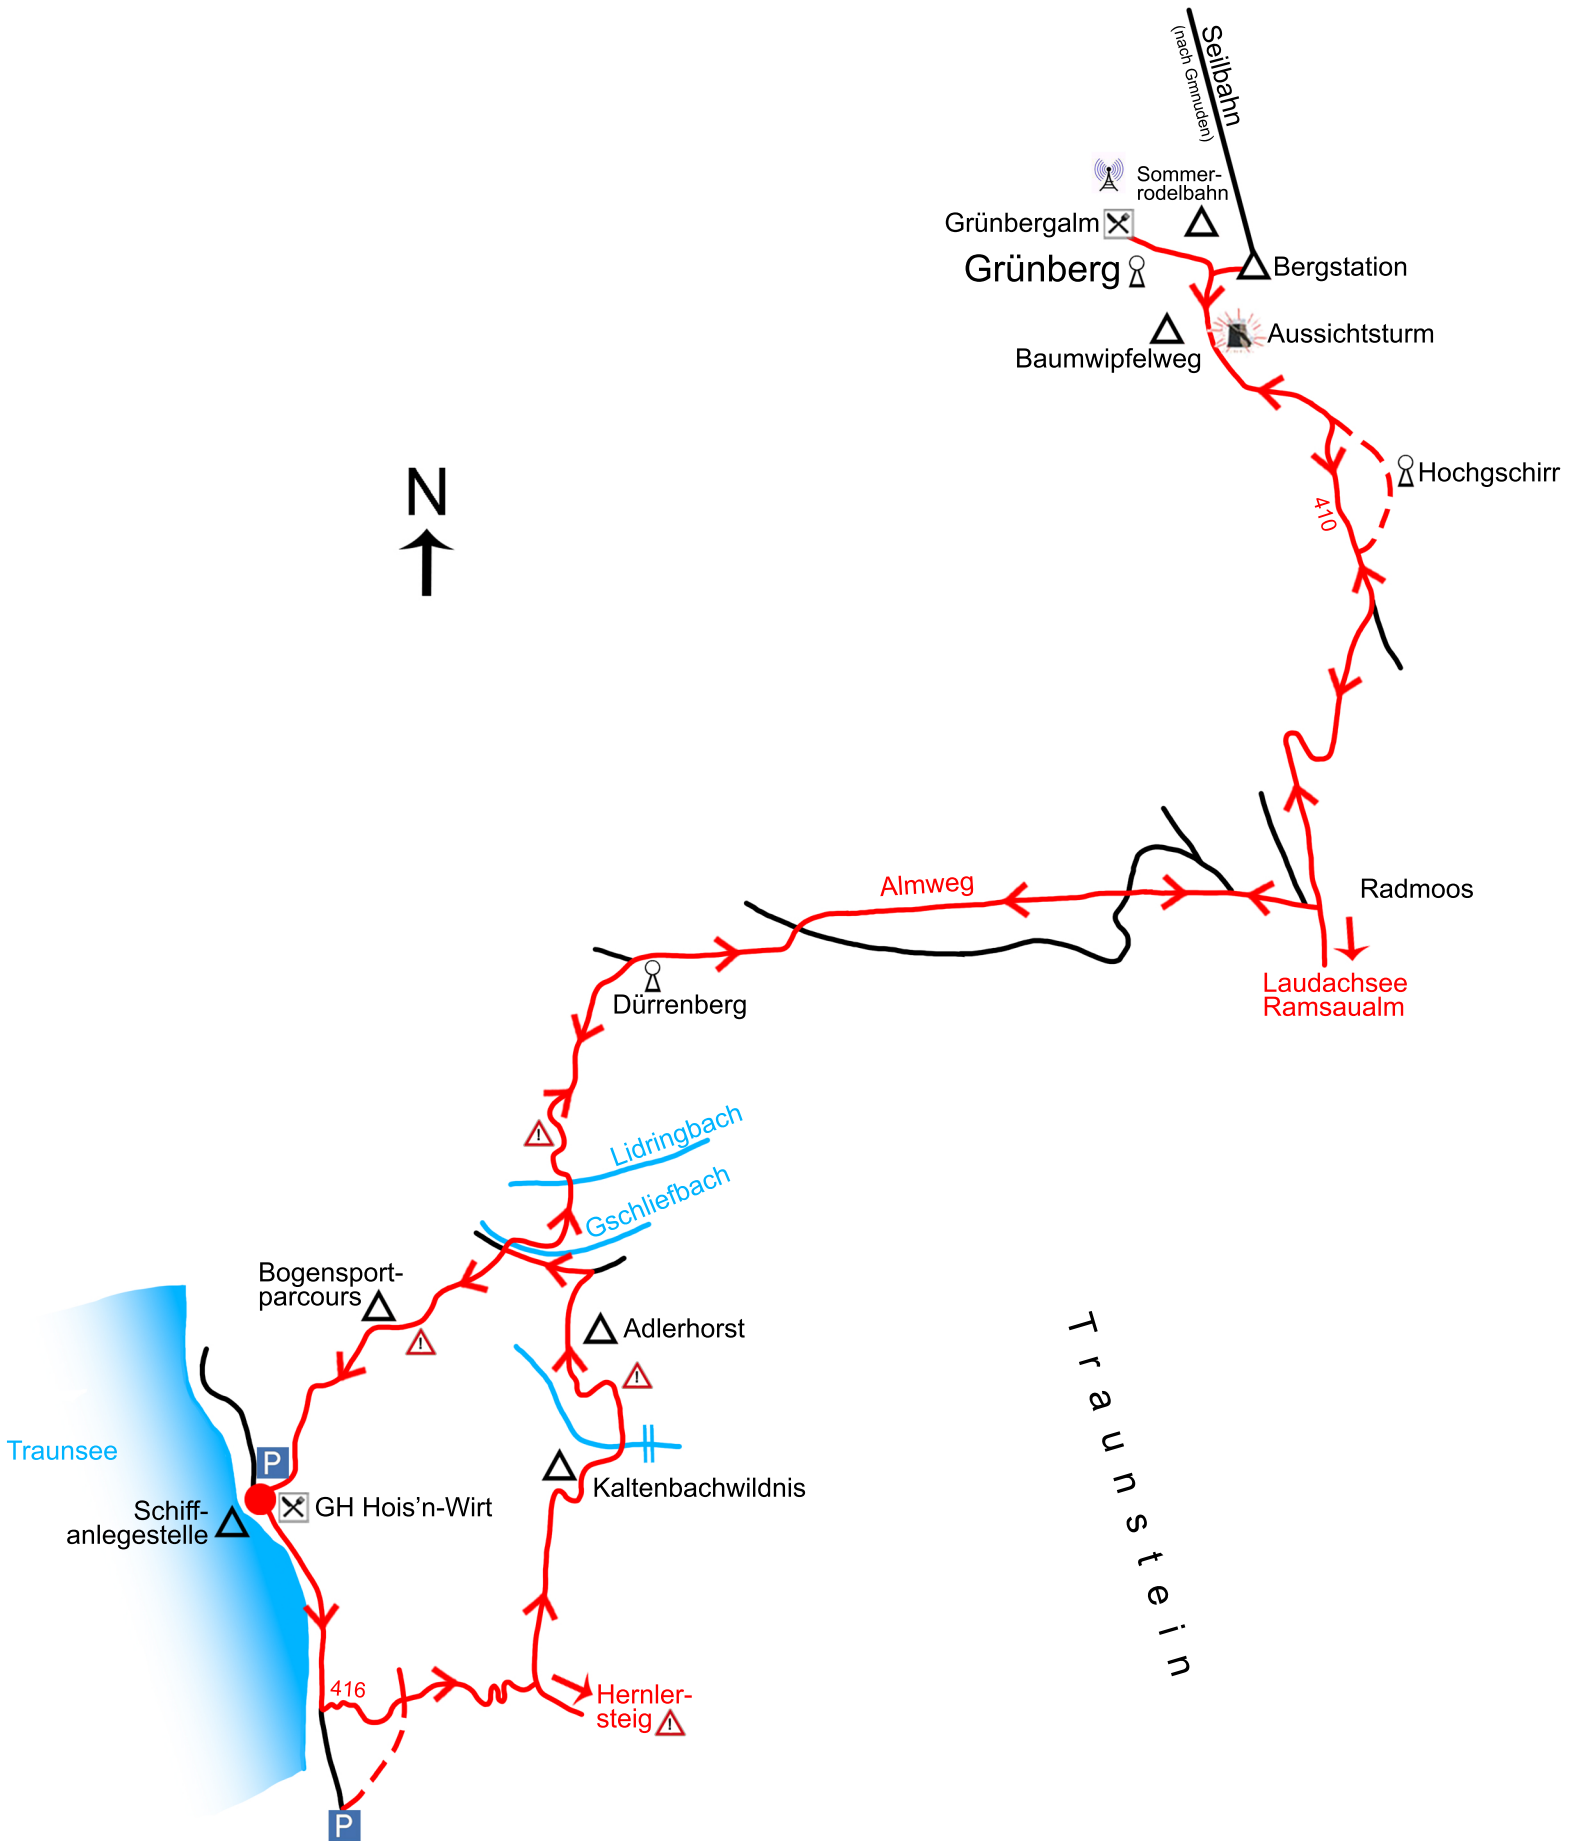 Seilbahn
(nach Gmnuden)
Sommer-
rodelbahn
Grünbergalm
Grünberg
Bergstation
Aussichtsturm
Baumwipfelweg
N
Hochgschirr
410
Almweg
Radmoos
Laudachsee
Ramsaualm
Dürrenberg
Lidringbach
Gschliefbach
Bogensport-
parcours
Adlerhorst
Traunsee
P
Kaltenbachwildnis
GH Hois’n-Wirt
Schiff-
anlegestelle
Traunstein
416
Hernler-
steig
P